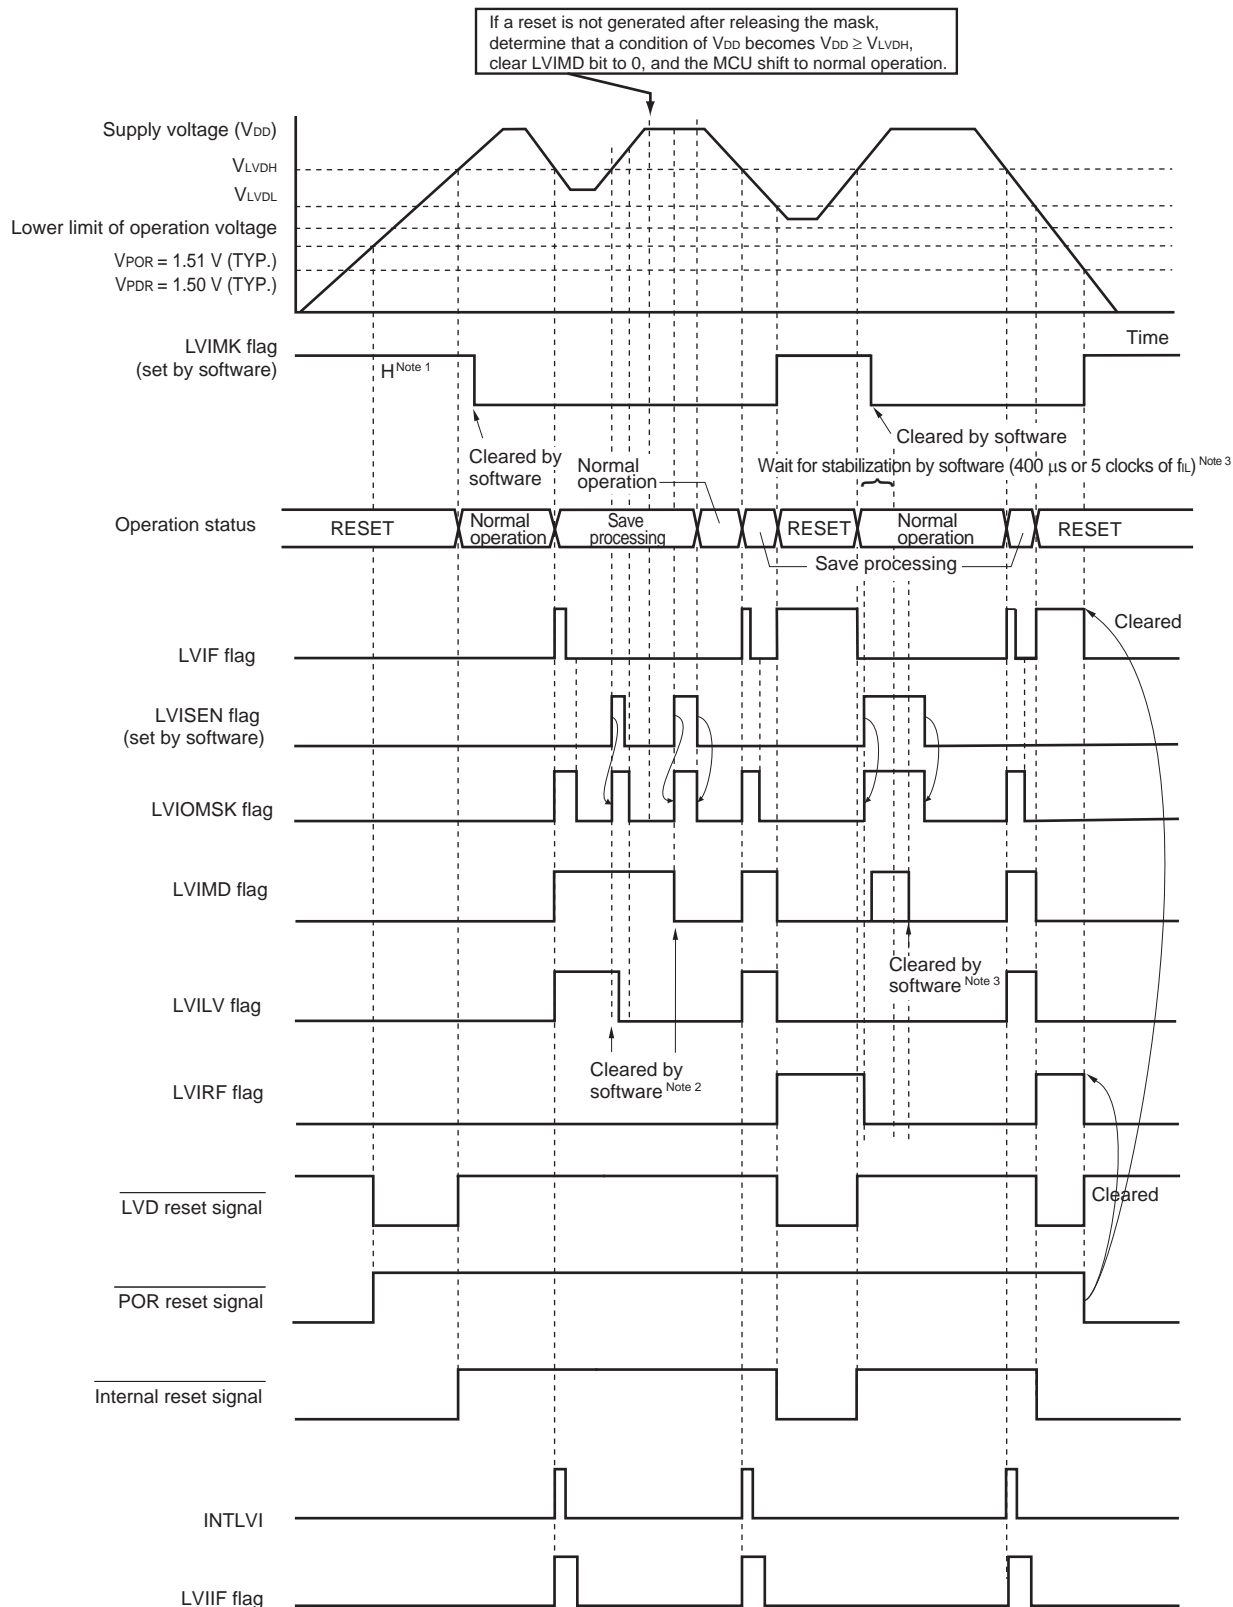 If a reset is not generated after releasing the mask,
determine that a condition of VDD becomes VDD ≥ VLVDH,
clear LVIMD bit to 0, and the MCU shift to normal operation.
Supply voltage (VDD)
VLVDH
VLVDL
Lower limit of operation voltage
VPOR = 1.51 V (TYP.)
VPDR = 1.50 V (TYP.)
Time
LVIMK flag
(set by software)
H Note 1
Cleared by
software
Cleared by software
Normal
operation
Wait for stabilization by software (400 μs or 5 clocks of fIL) Note 3
Operation status
RESET
Normal
operation
Save
processing
RESET
Normal
operation
RESET
Save processing
LVIF flag
Cleared
LVISEN flag
(set by software)
LVIOMSK flag
LVIMD flag
Cleared by
software Note 3
LVILV flag
Cleared by
software Note 2
LVIRF flag
LVD reset signal
Cleared
POR reset signal
Internal reset signal
INTLVI
LVIIF flag